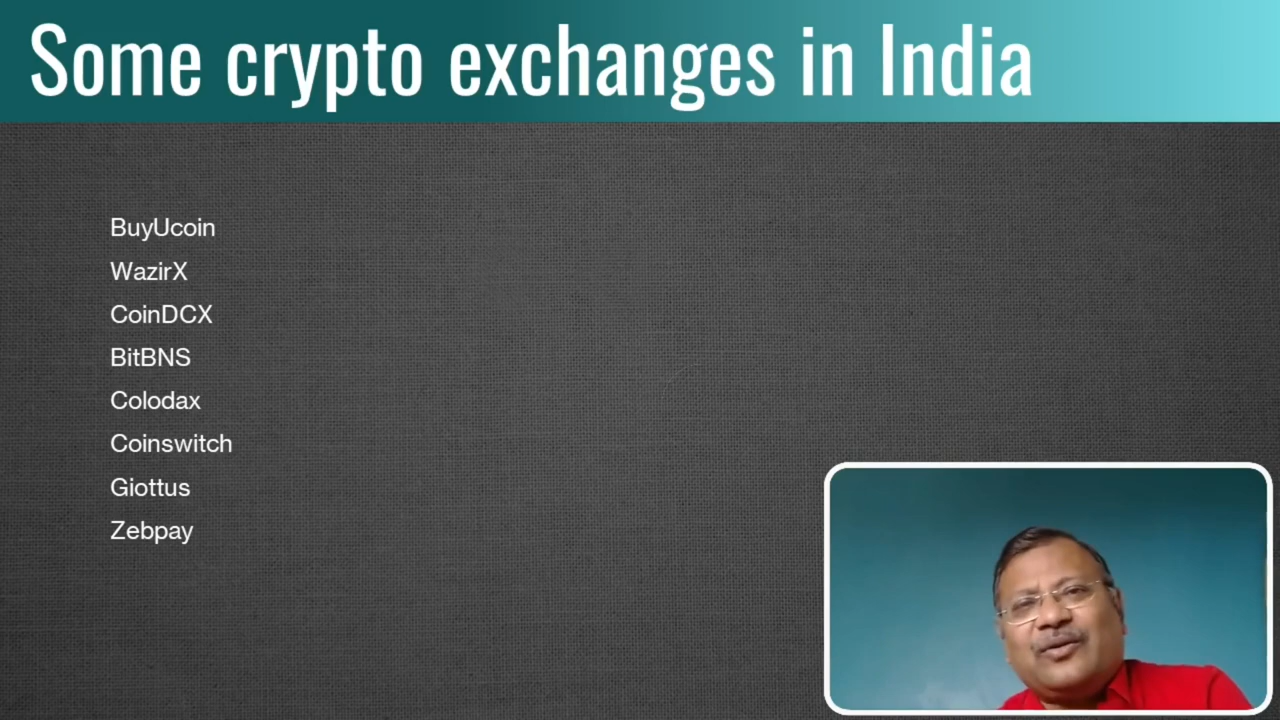 Some crypto exchanges in India
BuyUcoin
WazirX
CoinDCX
BitBNS
Colodax
Coinswitch
Giottus
Zebpay